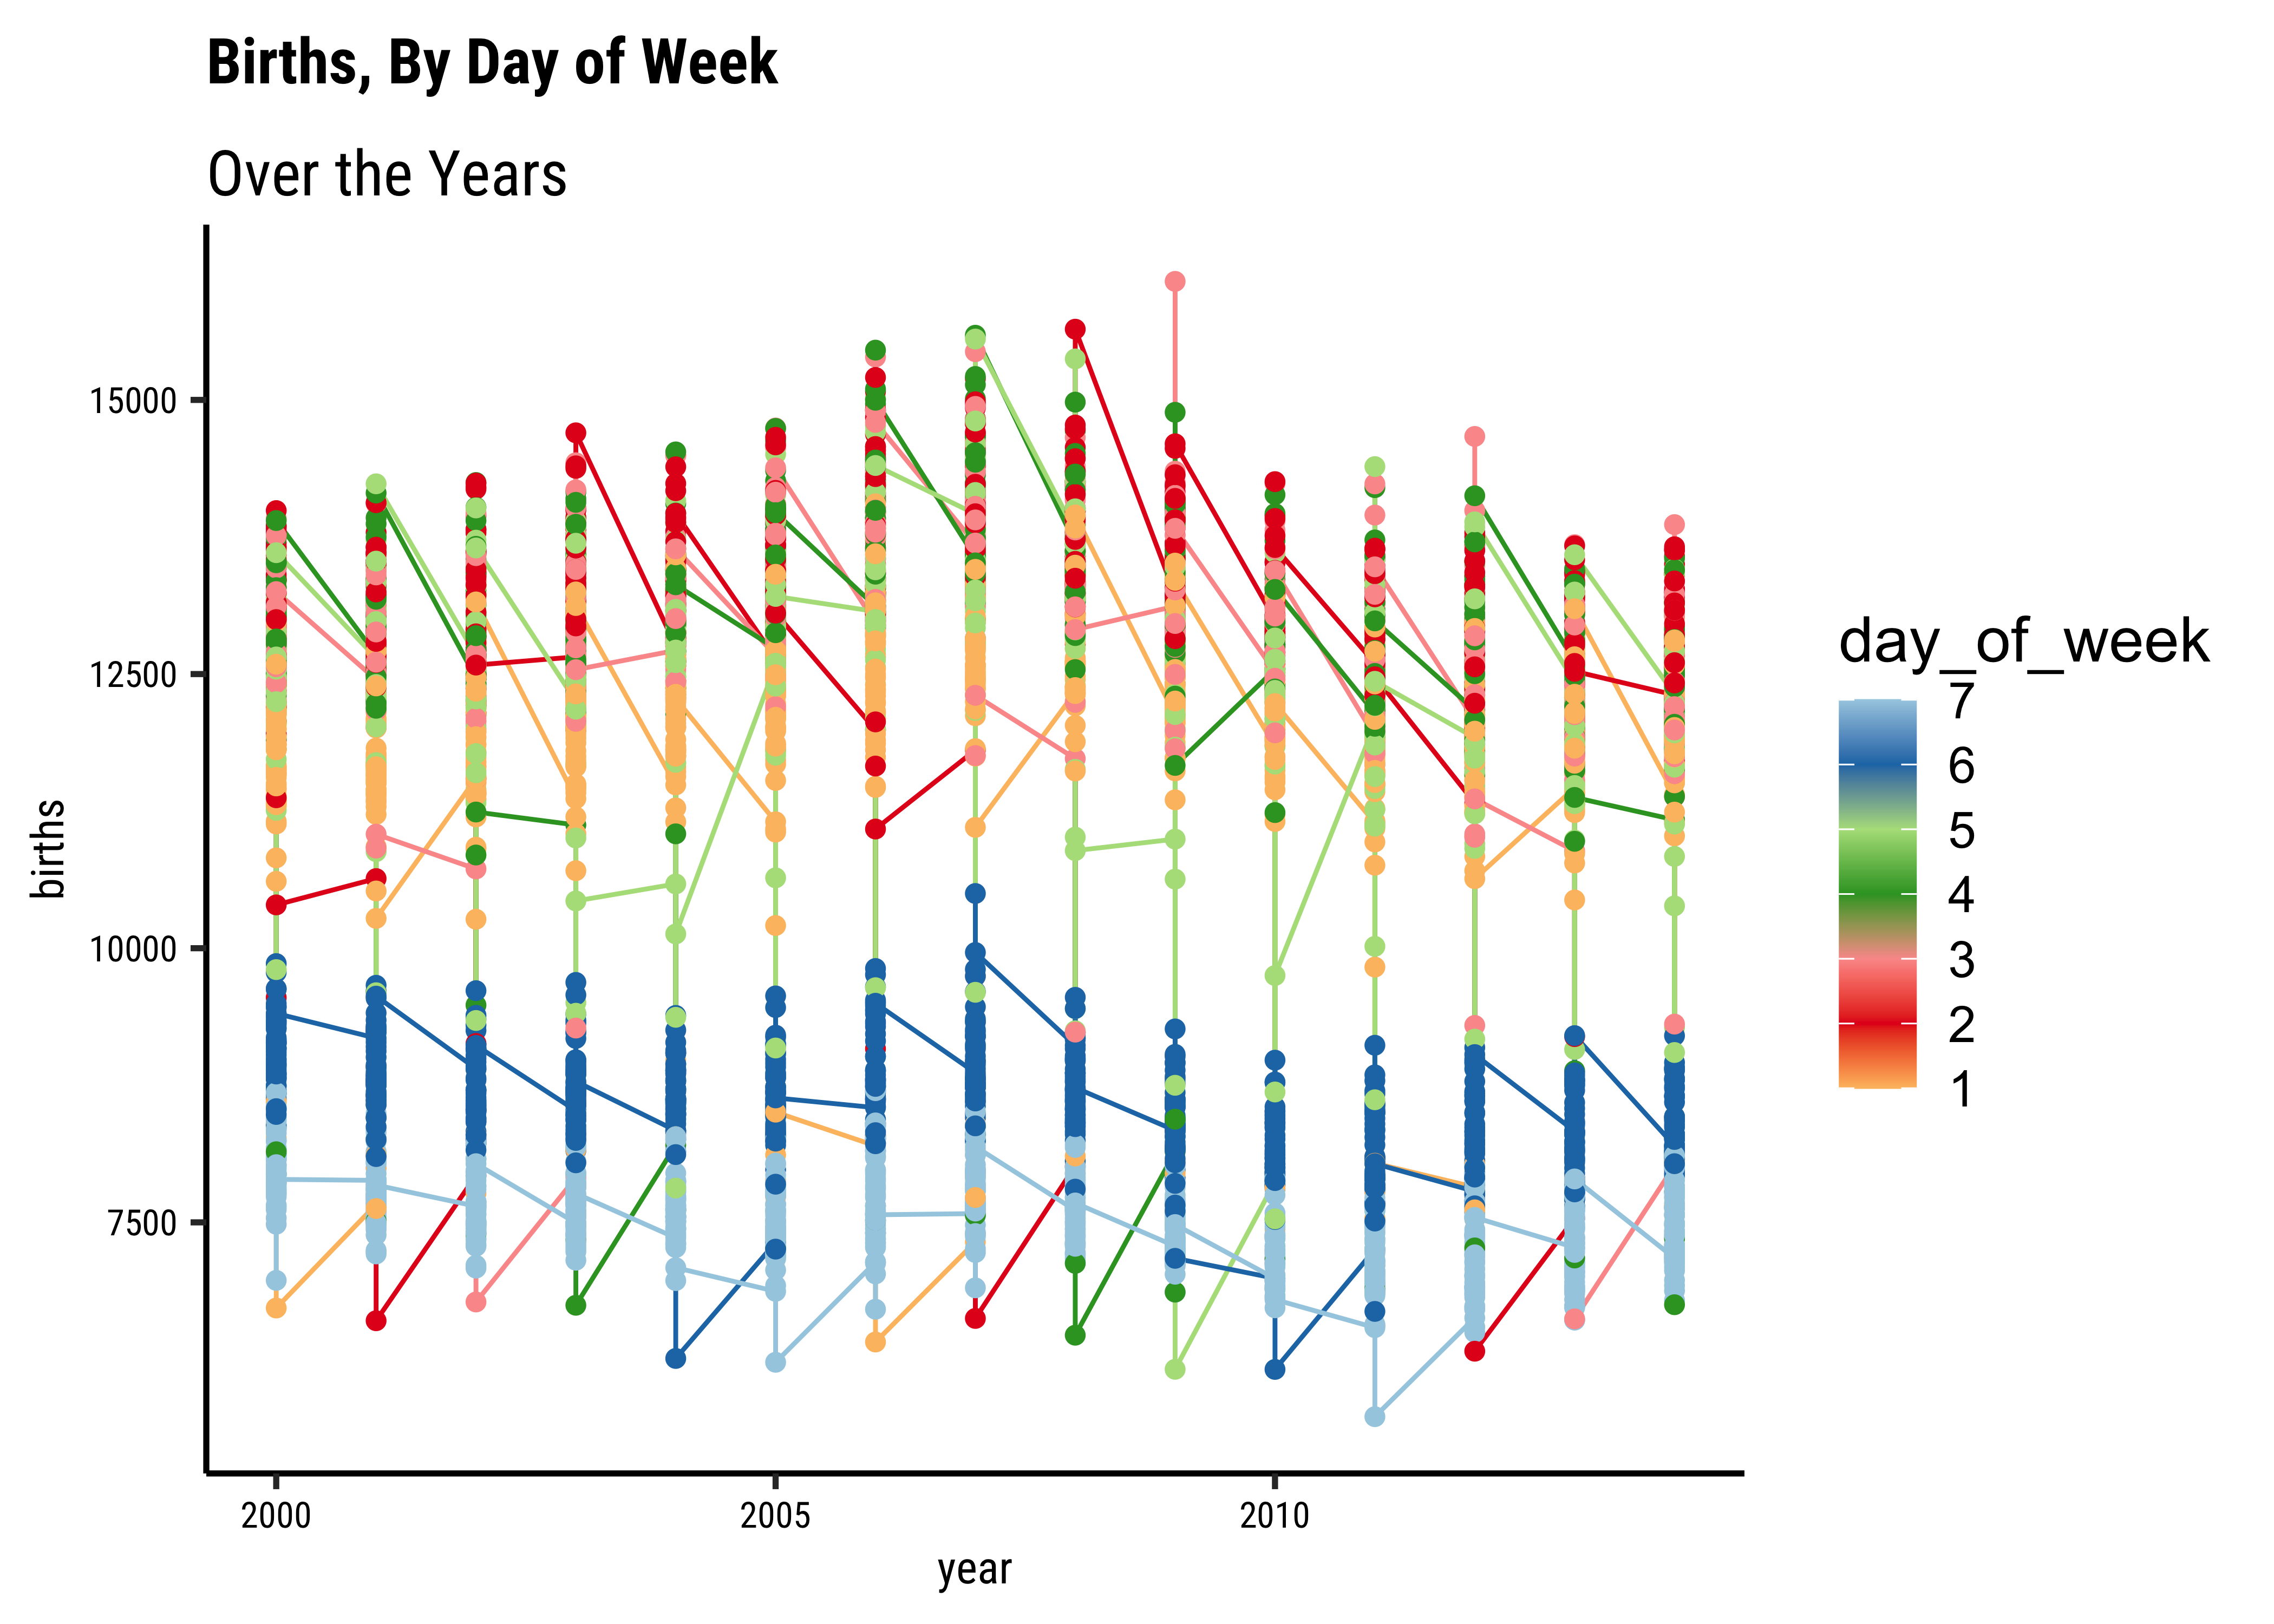 Births, By Day of Week
Over the Years
births
15000
12500
10000
7500
2000
2005
2010
year
day_of_week
7
6
5
4
3
2
1